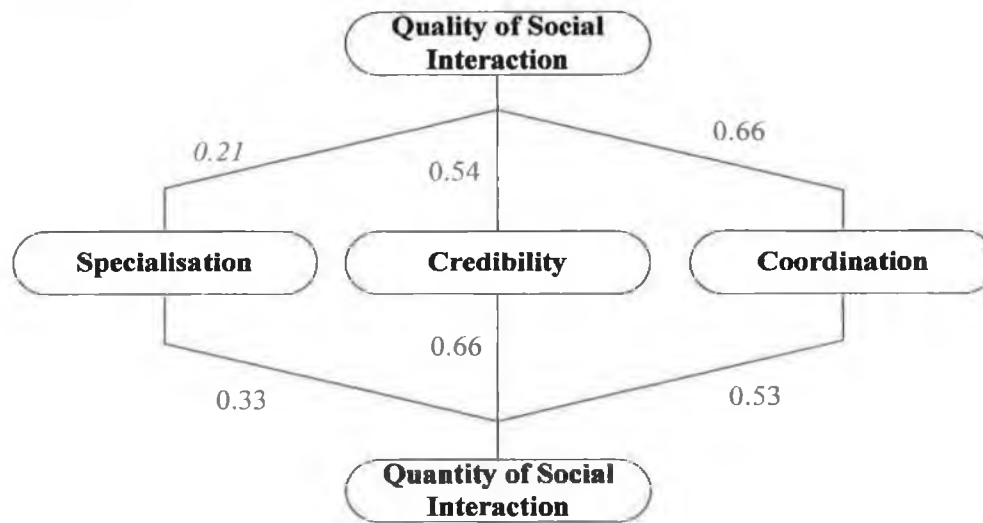 Quality of Social
Interaction
0.21
0.54
0.66
Specialisation
Credibility
Coordination
0.33
0.66
0.53
Quantity of Social
Interaction